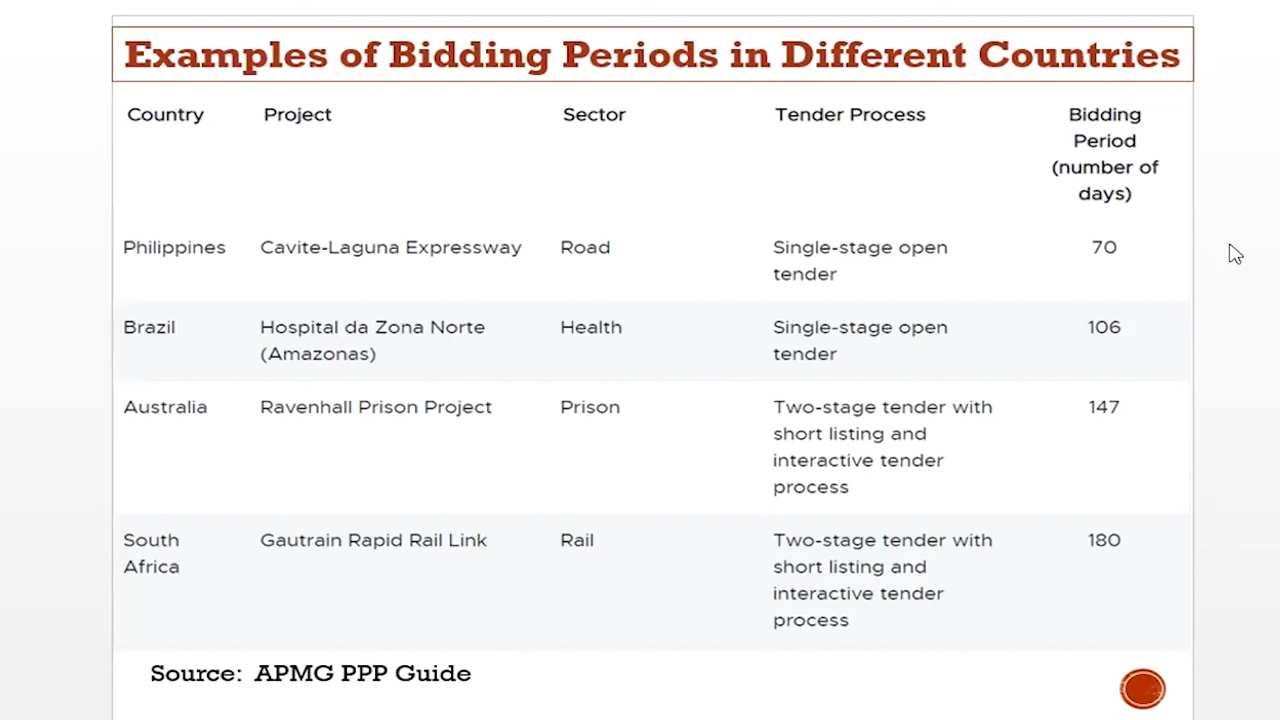 Examples of Bidding Periods in Different Countries
Country Project Sector Tender Process Bidding
Period
(number of
days)
Philippines Cavite-Laguna Expressway Road Single-stage open 70
tender
Brazil Hospital da Zona Norte Health Single-stage open 106
(Amazonas) tender
Australia Ravenhall Prison Project Prison Two-stage tender with 147
short listing and
interactive tender
process
South Gautrain Rapid Rail Link Rail Two-stage tender with 180
Africa short listing and
interactive tender
process
Source: APMG PPP Guide